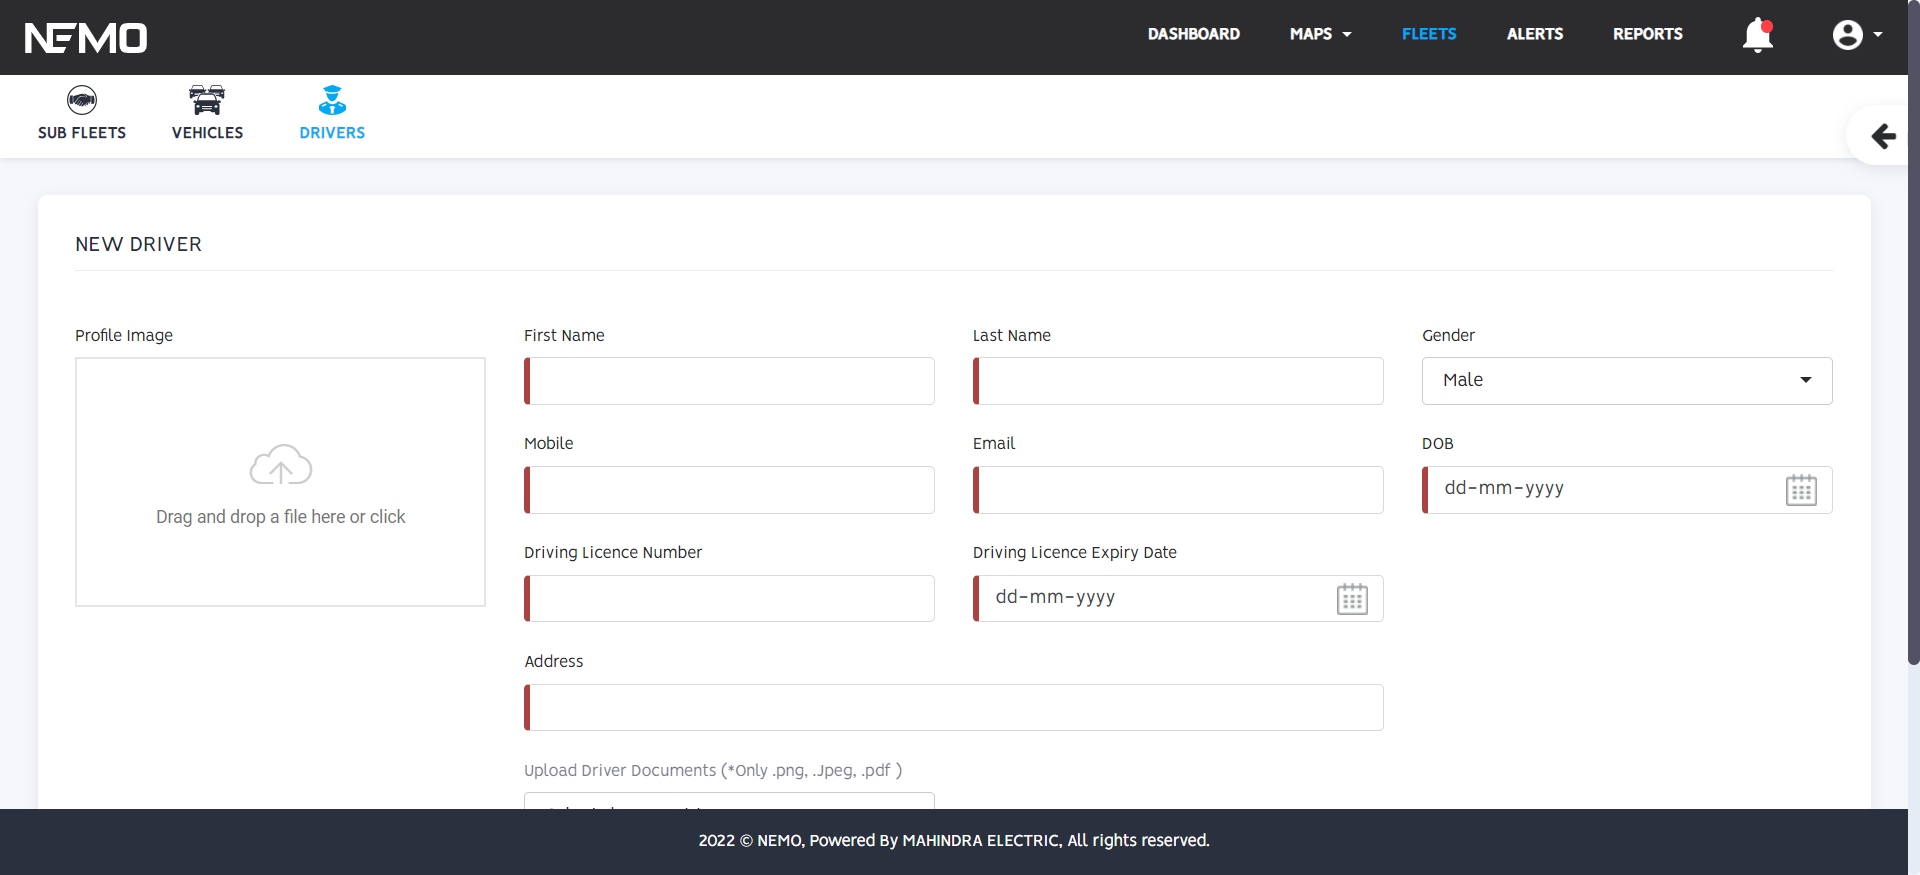 NEMO
DASHBOARD
MAPS
FLEETS
ALERTS
REPORTS
SUB FLEETS
VEHICLES
DRIVERS
NEW DRIVER
Profile Image
First Name
Last Name
Gender
Male
Mobile
Email
DOB
dd-mm-yyyy
Drag and drop a file here or click
Driving Licence Number
Driving Licence Expiry Date
dd-mm-yyyy
Address
Upload Driver Documents (*Only .png, .Jpeg, .pdf )
2022 © NEMO, Powered By MAHINDRA ELECTRIC, All rights reserved.